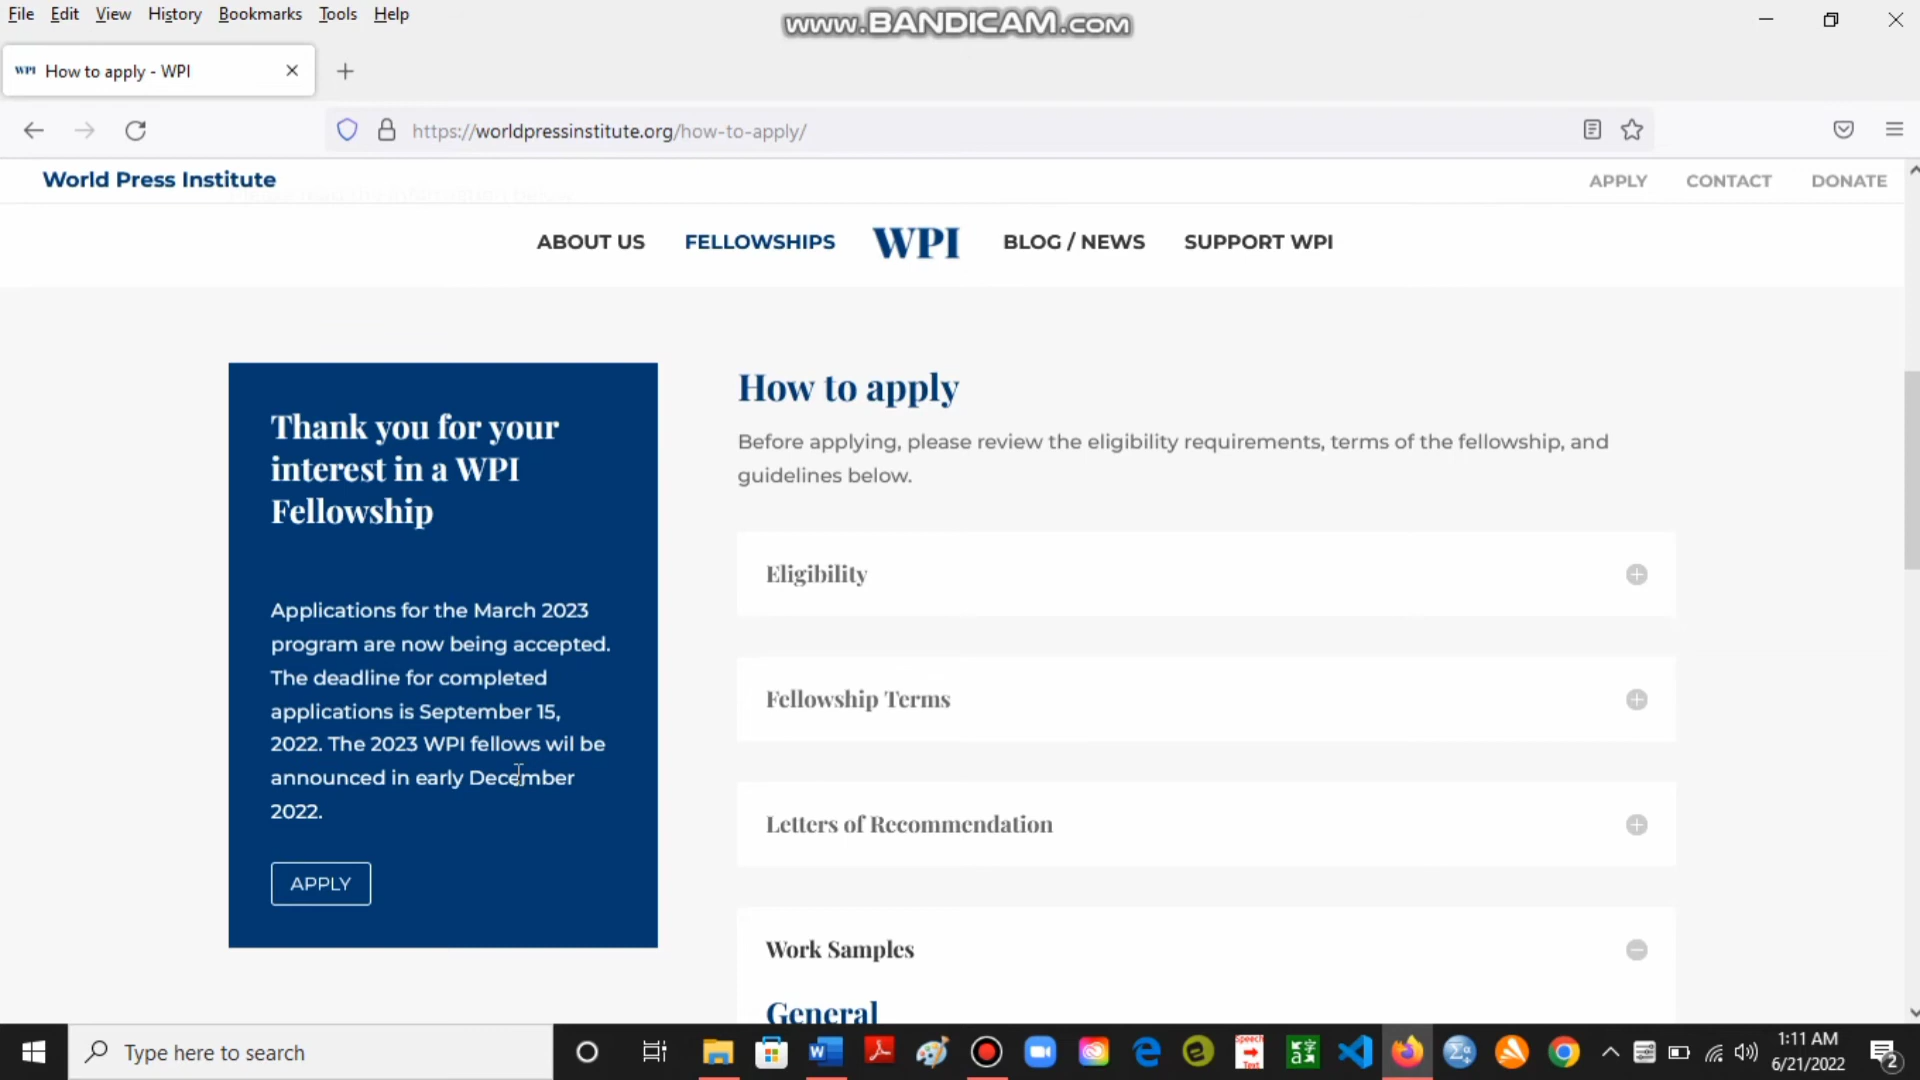 File Edit View History Bookmarks Tools Help
www.BANDICAM.com
WPI How to apply - WPI
https://worldpressinstitute.org/how-to-apply/
World Press Institute
APPLY CONTACT DONATE
ABOUT US FELLOWSHIPS WPI BLOG / NEWS SUPPORT WPI
Thank you for your
interest in a WPI
Fellowship
Applications for the March 2023
program are now being accepted.
The deadline for completed
applications is September 15,
2022. The 2023 WPI fellows wil be
announced in early December
2022.
APPLY
How to apply
Before applying, please review the eligibility requirements, terms of the fellowship, and
guidelines below.
Eligibility
Fellowship Terms
Letters of Recommendation
Work Samples
General
Type here to search
Speech
Text
1:11 AM
6/21/2022
2